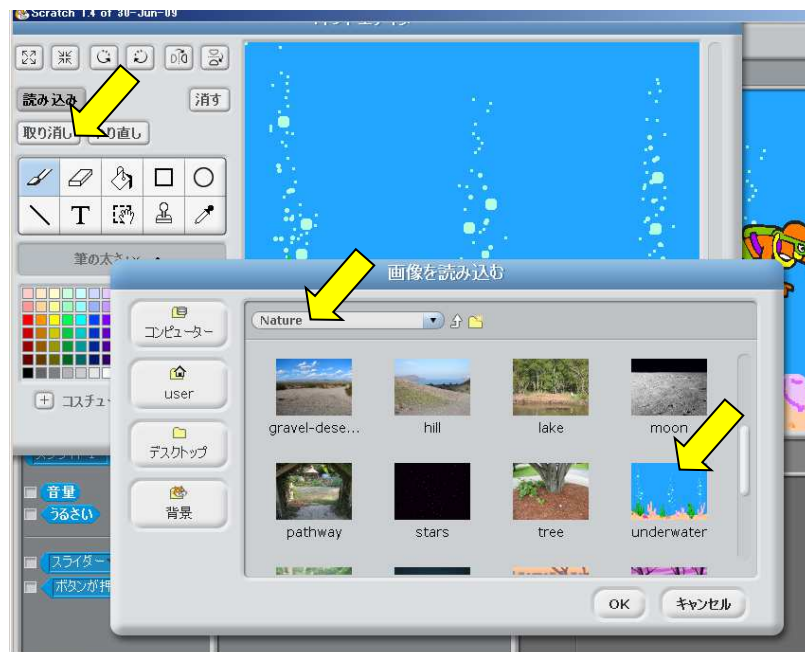 Scratch 1.4 of 30-Jun-09
消す
取り消し
り直し
T
筆の太さ
画像を読み込む
コンピューター
user
デスクトップ
背景
Nature
gravel-dese...
hill
lake
moon
pathway
stars
tree
underwater
コスチュ
音量
うるさい
スライダー
ボタンが押
OK
キャンセル